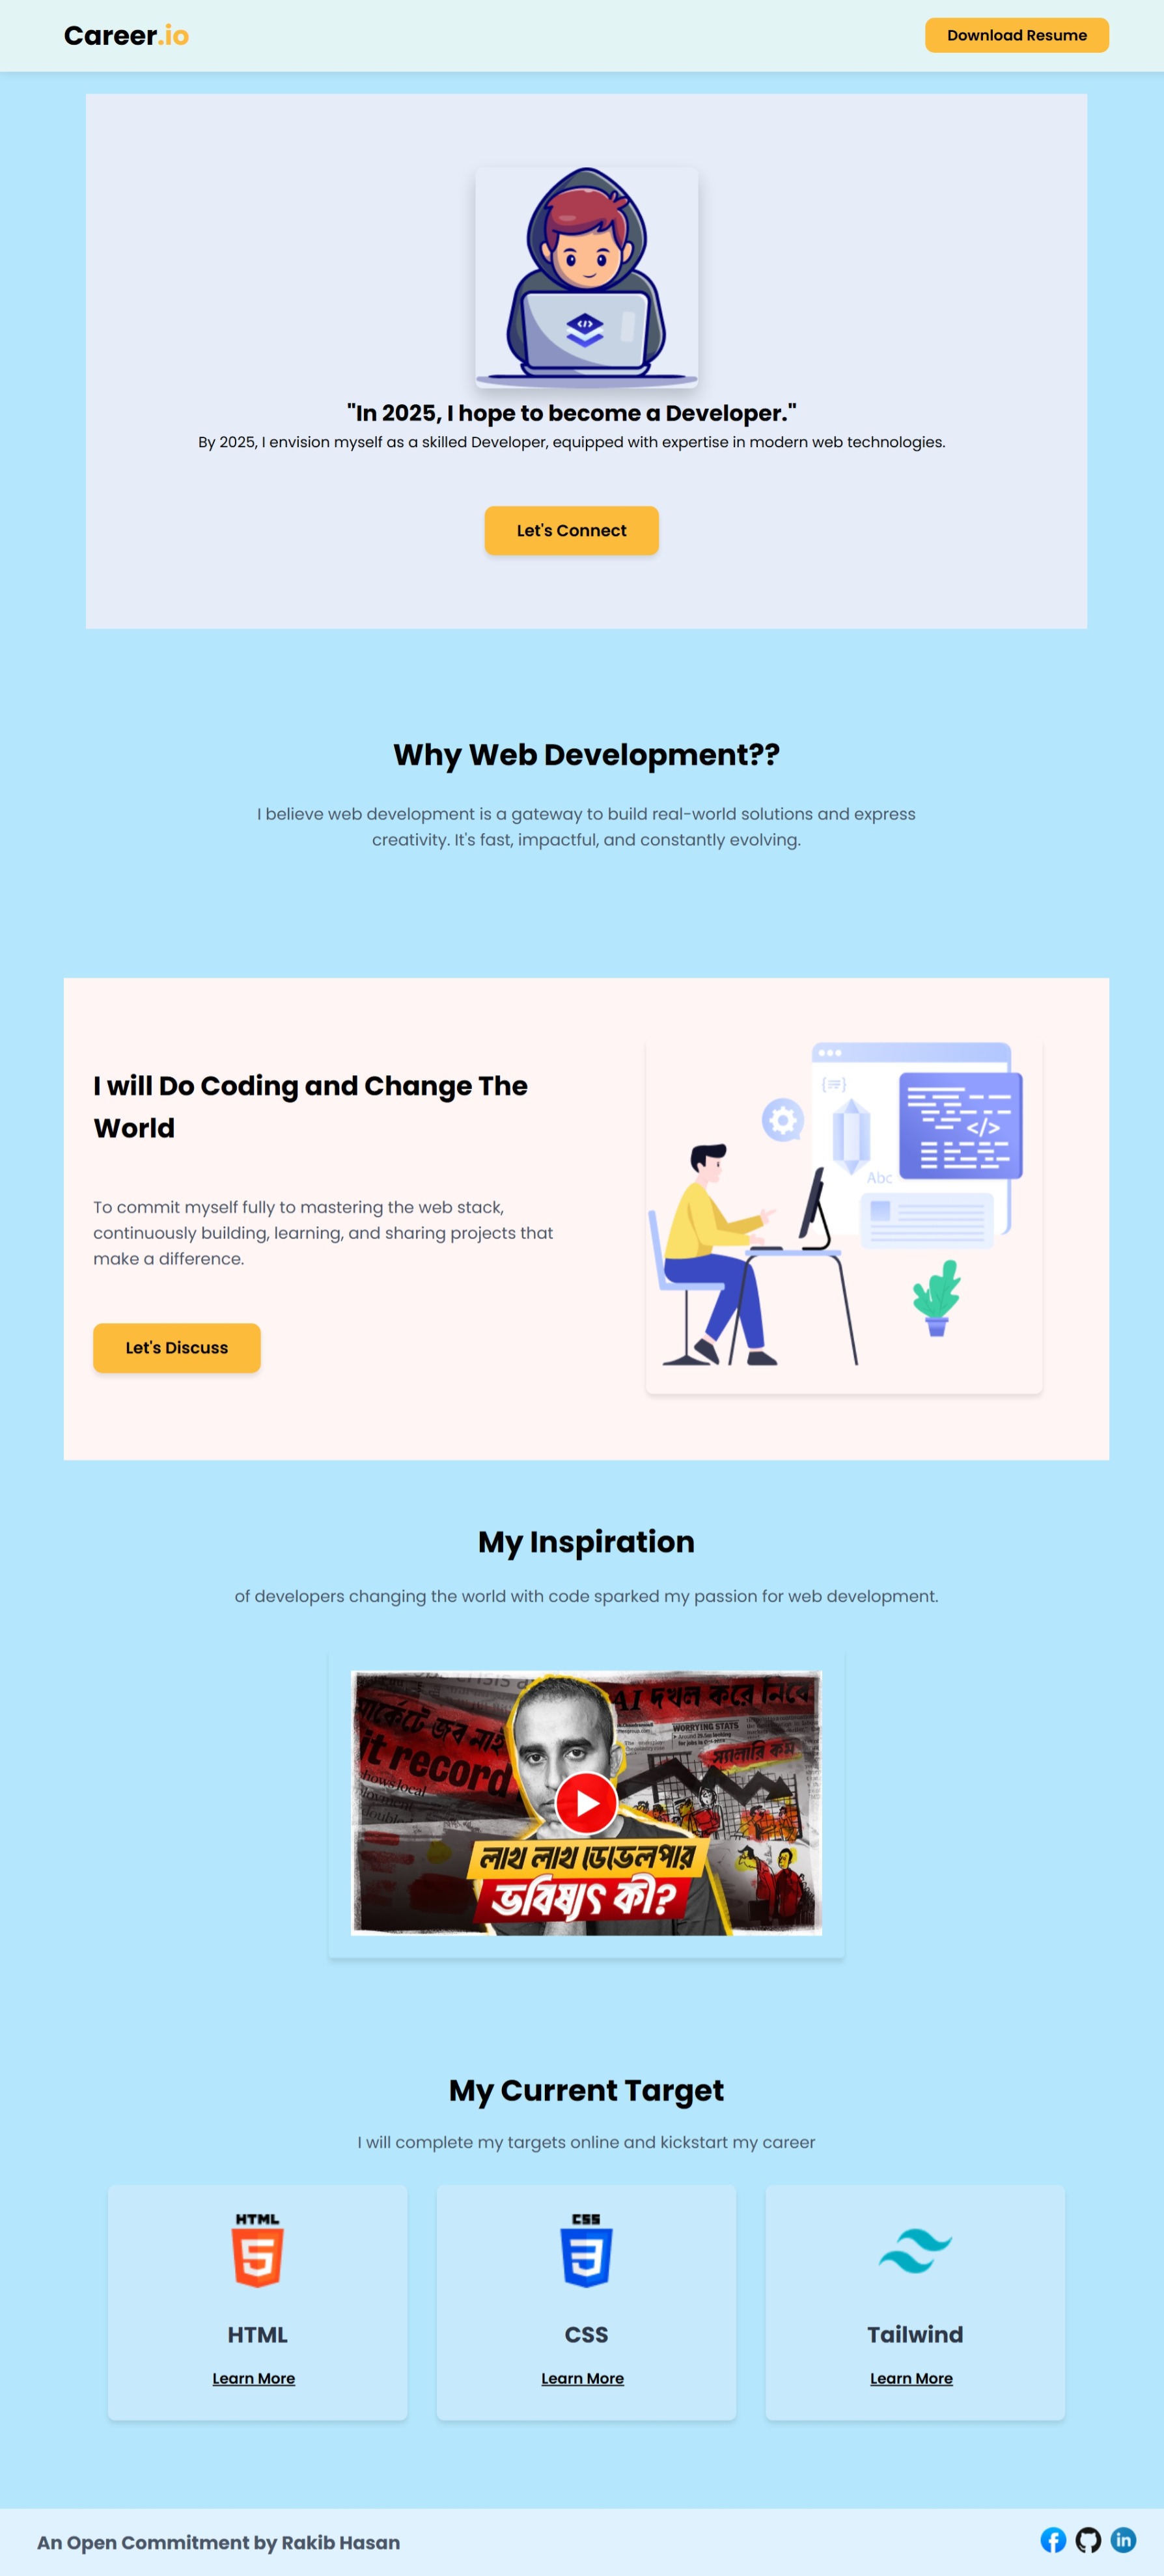 Career.io
Download Resume
"In 2025, I hope to become a Developer."
By 2025, I envision myself as a skilled Developer, equipped with expertise in modern web technologies.
Let's Connect
Why Web Development??
I believe web development is a gateway to build real-world solutions and express
creativity. It's fast, impactful, and constantly evolving.
I will Do Coding and Change The
World
To commit myself fully to mastering the web stack,
continuously building, learning, and sharing projects that
make a difference.
Let's Discuss
{=}
</>
Abc
My Inspiration
of developers changing the world with code sparked my passion for web development.
AI দখল করে নিবে
মার্কেটে জব নাই
it record
WORRYING STATS
স্যালারি কম
লাখ লাখ ডেভেলপার
ভবিষ্যৎ কী?
My Current Target
I will complete my targets online and kickstart my career
HTML
5
HTML
Learn More
CSS
3
CSS
Learn More
Tailwind
Learn More
An Open Commitment by Rakib Hasan
f
in